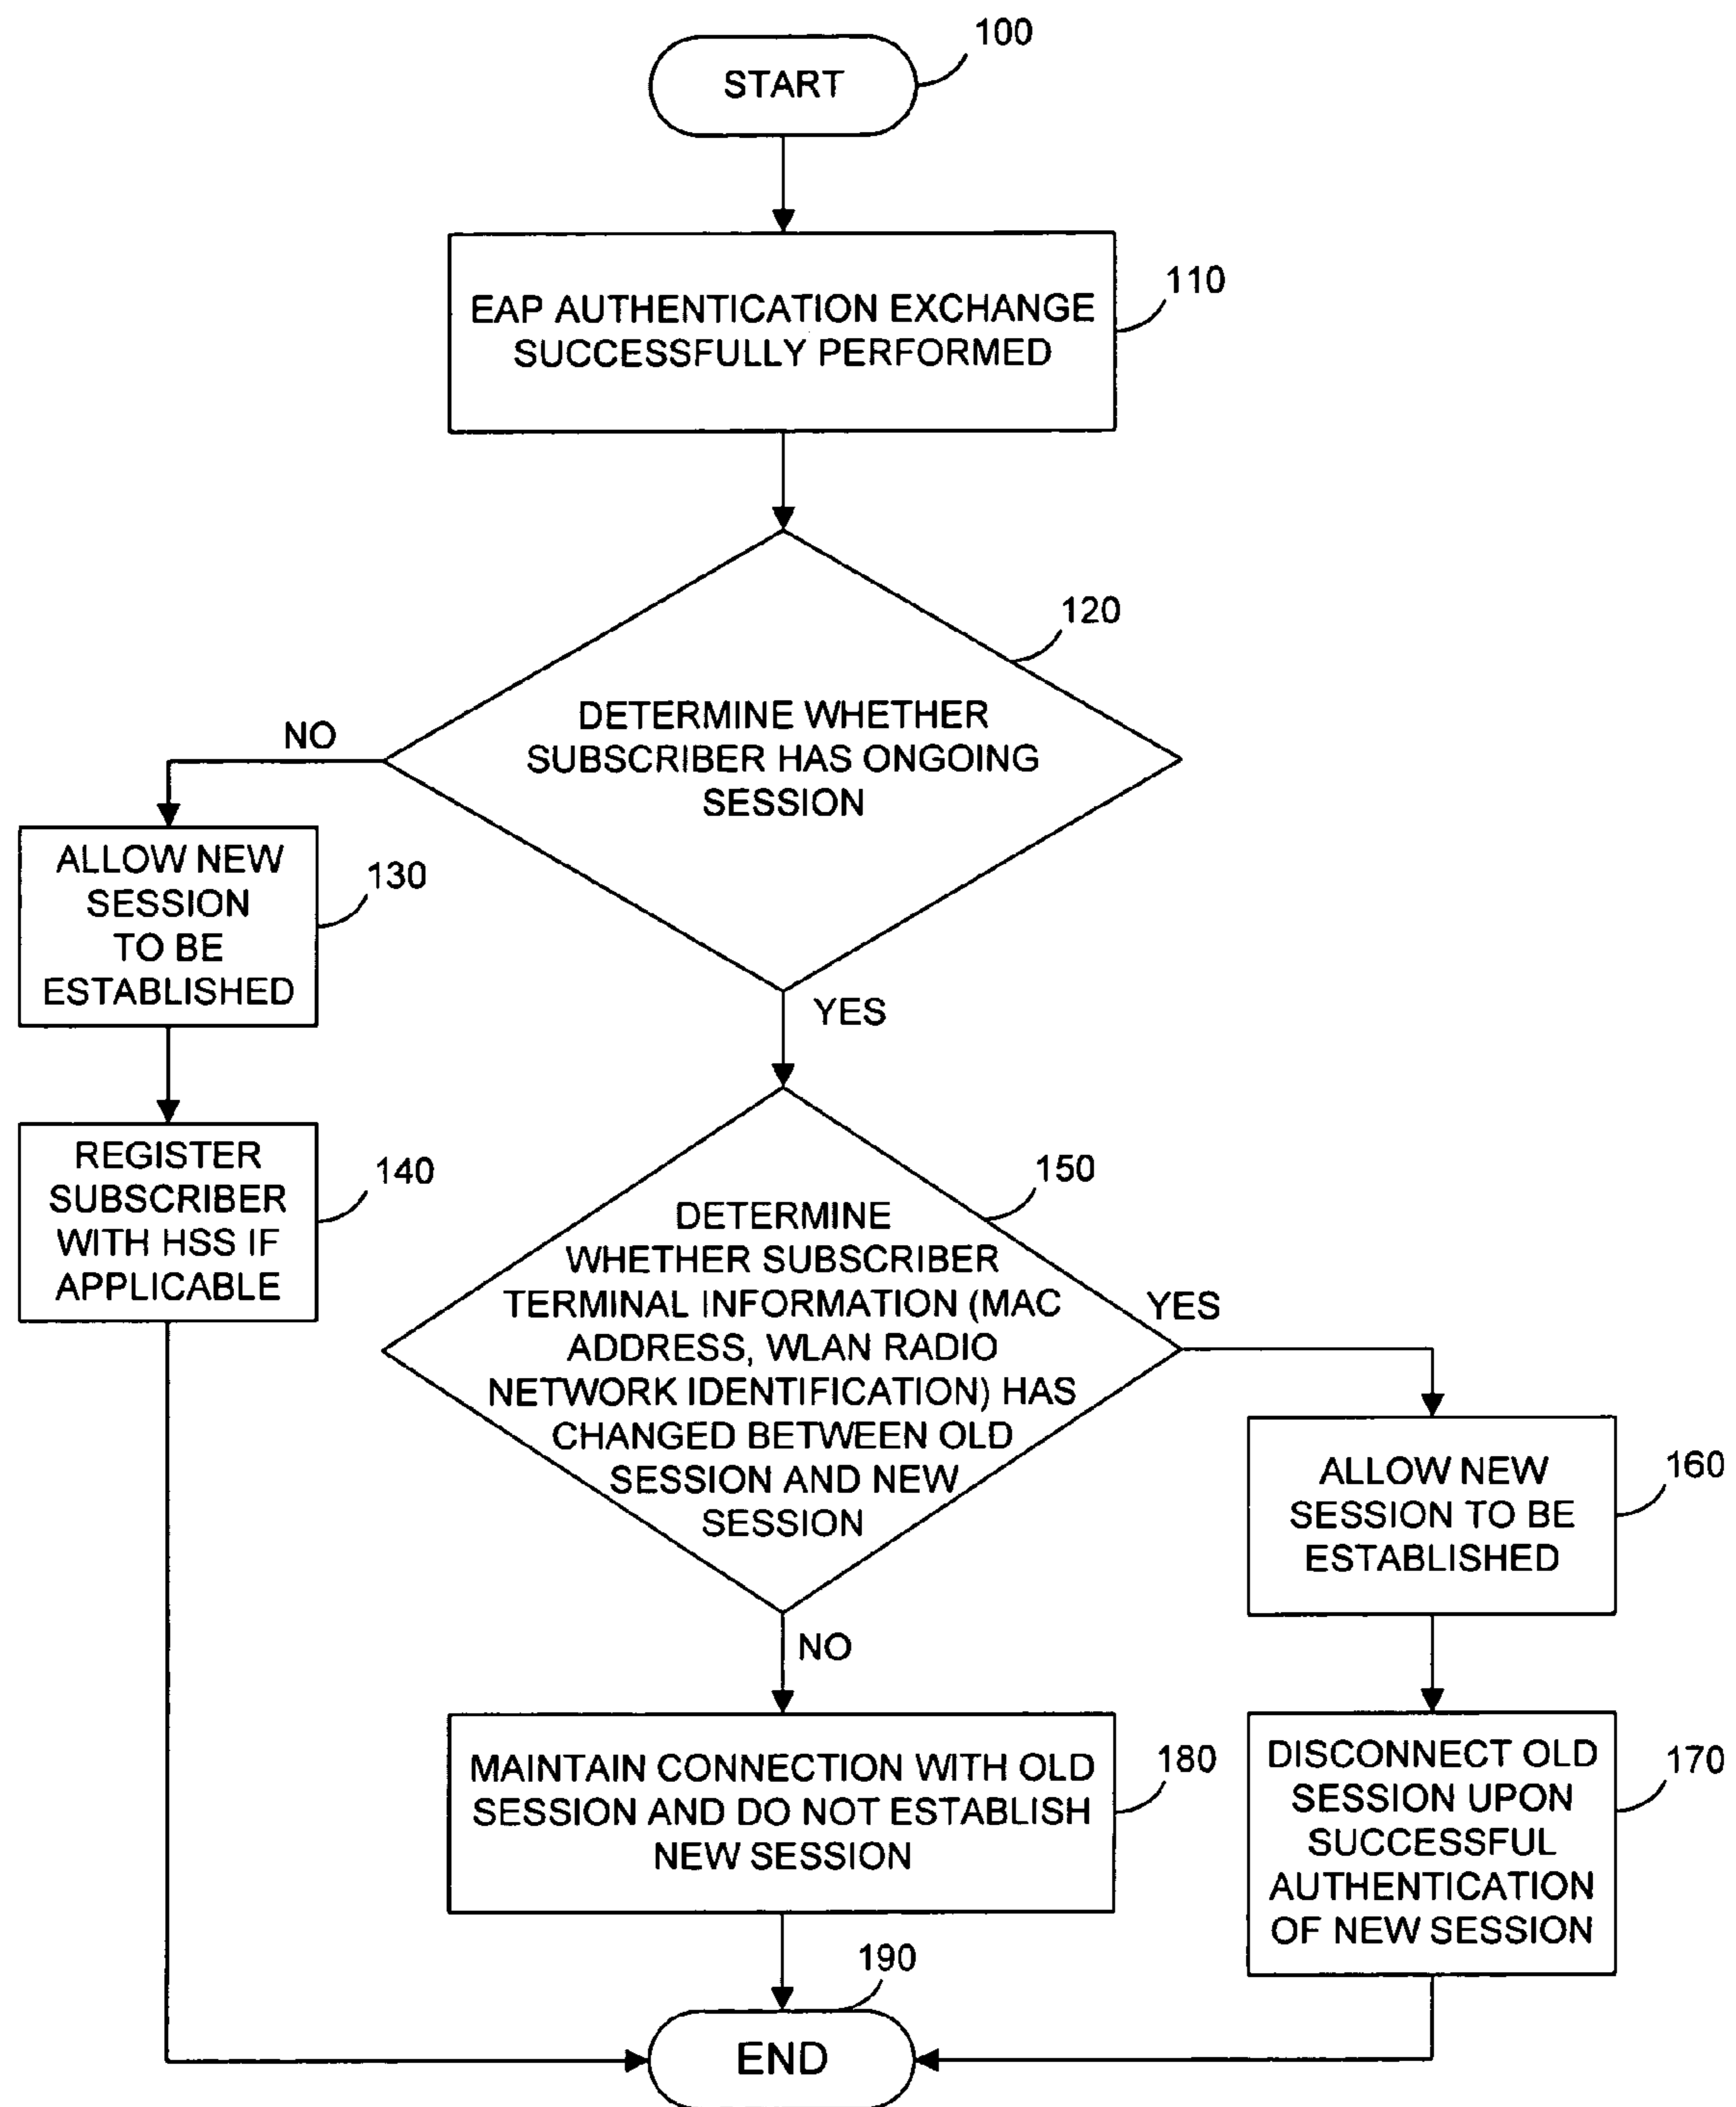 100
START
110
EAP AUTHENTICATION EXCHANGE
SUCCESSFULLY PERFORMED
120
DETERMINE WHETHER
SUBSCRIBER HAS ONGOING
SESSION
NO
YES
ALLOW NEW
SESSION
TO BE
ESTABLISHED
130
REGISTER
SUBSCRIBER
WITH HSS IF
APPLICABLE
140
150
DETERMINE
WHETHER SUBSCRIBER
TERMINAL INFORMATION (MAC
ADDRESS, WLAN RADIO
NETWORK IDENTIFICATION) HAS
CHANGED BETWEEN OLD
SESSION AND NEW
SESSION
YES
NO
ALLOW NEW
SESSION TO BE
ESTABLISHED
160
DISCONNECT OLD
SESSION UPON
SUCCESSFUL
AUTHENTICATION
OF NEW SESSION
170
MAINTAIN CONNECTION WITH OLD
SESSION AND DO NOT ESTABLISH
NEW SESSION
180
190
END